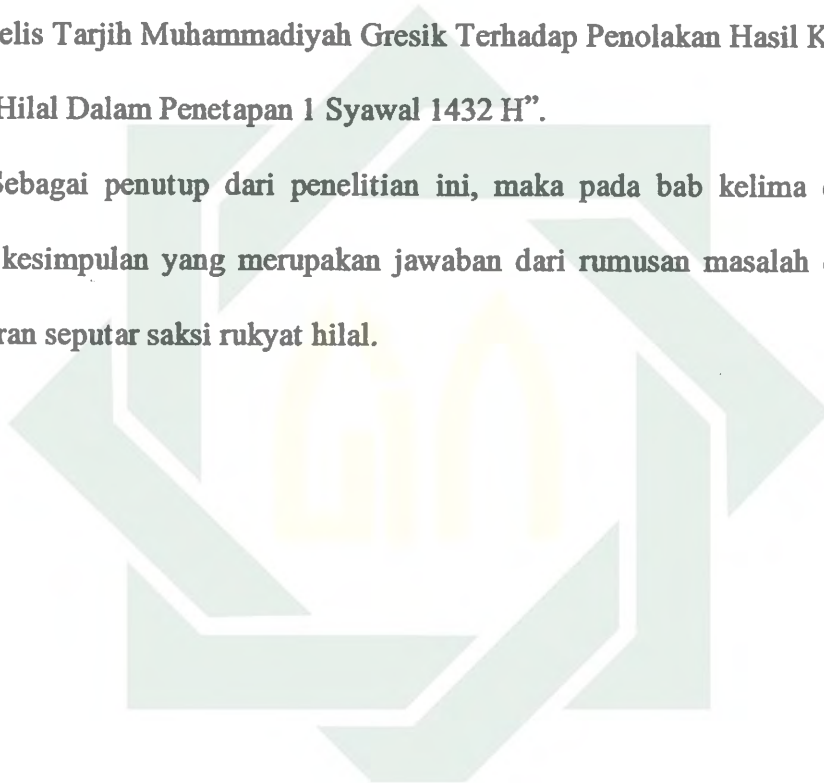 elis Tarjih Muhammadiyah Gresik Terhadap Penolakan Hasil K
Hilal Dalam Penetapan 1 Syawal 1432 H”.
Sebagai penutup dari penelitian ini, maka pada bab kelima
kesimpulan yang merupakan jawaban dari rumusan masalah
ran seputar saksi rukyat hilal.